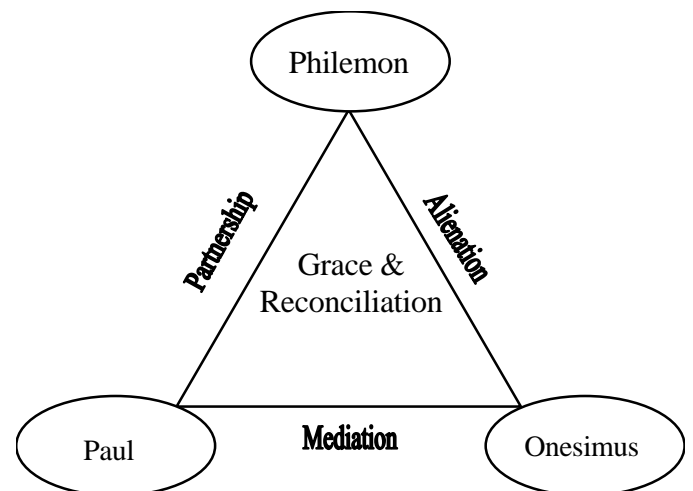 Philemon
Partnership
Alienation
Grace &
Reconciliation
Paul
Mediation
Onesimus